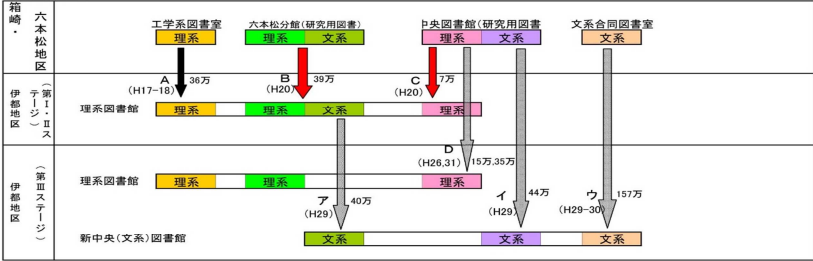 箱崎・六本松地区
工学系図書室
六本松分館(研究用図書)
中央図書館(研究用図書
文系合同図書室
理系
理系
文系
理系
文系
文系
A
(H17-18)
36万
B
(H20)
39万
C
(H20)
7万
伊都地区
(第Ⅰ・Ⅱステージ)
理系図書館
理系
理系
文系
理系
D
(H26,31)
15万,35万
伊都地区
(第Ⅲステージ)
理系図書館
理系
理系
理系
ア
(H29)
40万
イ
(H29)
44万
ウ
(H29-30)
157万
新中央(文系)図書館
文系
文系
文系